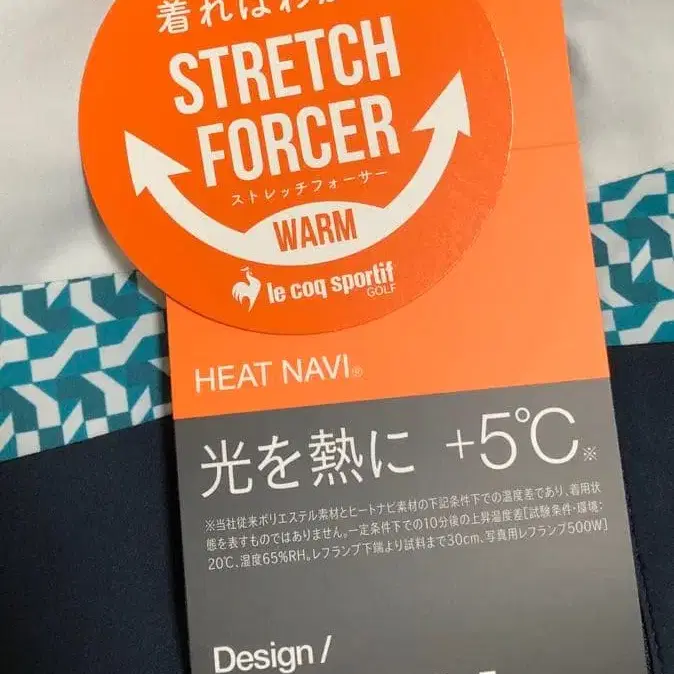 着ればわか
STRETCH
FORCER
ストレッチフォーサー
WARM
le coq sportif
GOLF
HEAT NAVI®
光を熱に +5℃※
※当社従来ポリエステル素材とヒートナビ素材の下記条件下での温度差であり、着用状
態を表すものではありません。一定条件下での10分後の上昇温度差[試験条件・環境:
20℃、湿度65%RH。レフランプ下端より試料まで30cm、写真用レフランプ500W]
Design /